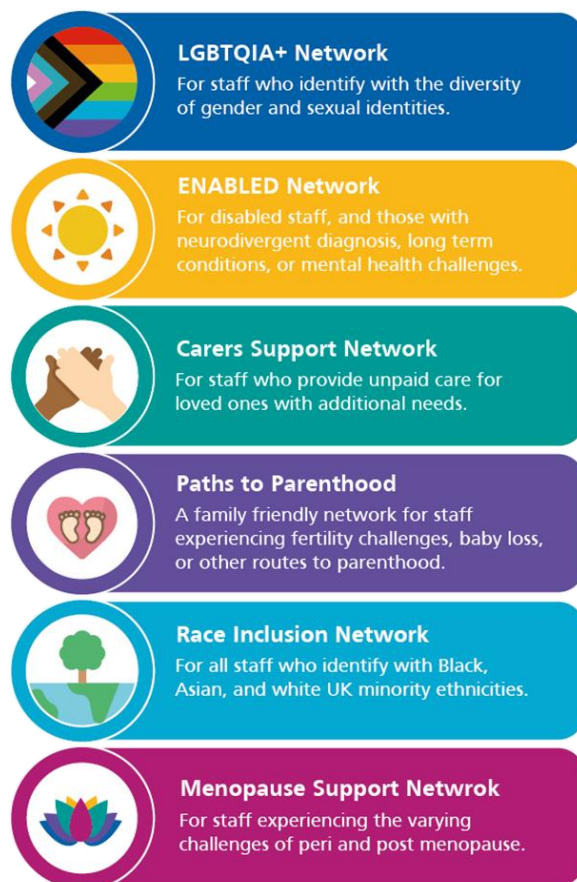 LGBTQIA+ Network
For staff who identify with the diversity
of gender and sexual identities.
ENABLED Network
For disabled staff, and those with
neurodivergent diagnosis, long term
conditions, or mental health challenges.
Carers Support Network
For staff who provide unpaid care for
loved ones with additional needs.
Paths to Parenthood
A family friendly network for staff
experiencing fertility challenges, baby loss,
or other routes to parenthood.
Race Inclusion Network
For all staff who identify with Black,
Asian, and white UK minority ethnicities.
Menopause Support Netwrok
For staff experiencing the varying
challenges of peri and post menopause.